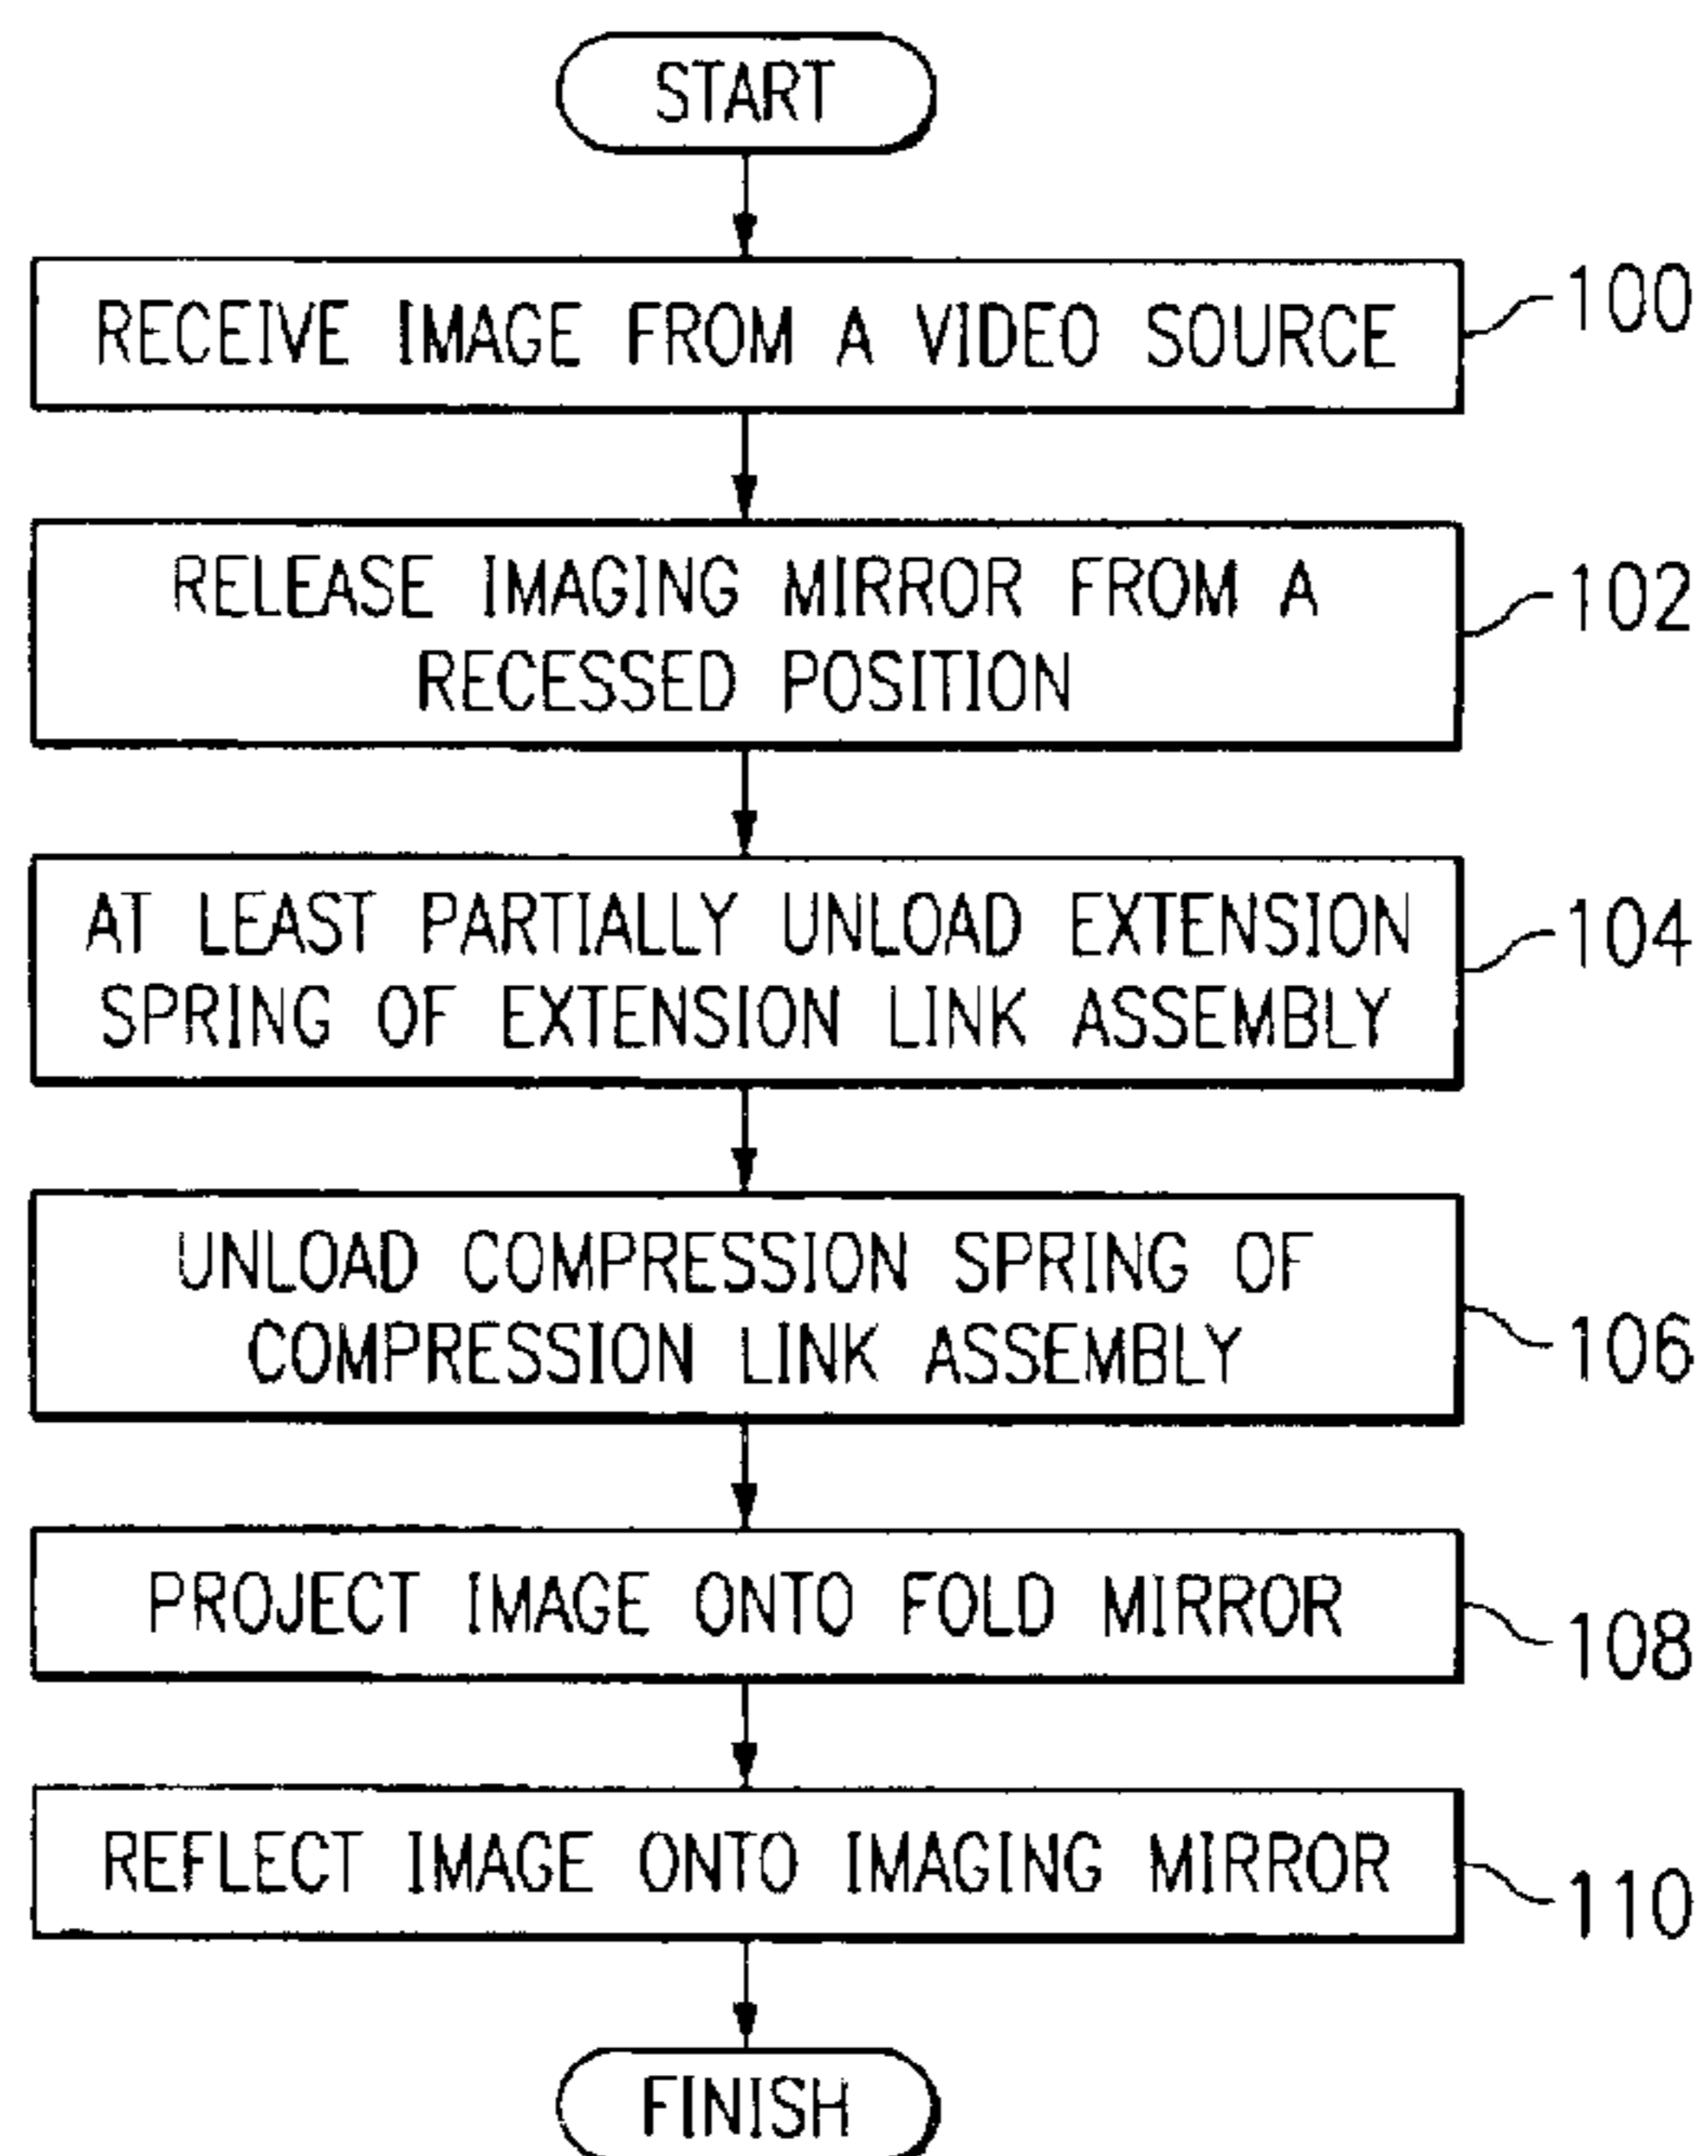 START
RECEIVE IMAGE FROM A VIDEO SOURCE
100
RELEASE IMAGING MIRROR FROM A
RECESSED POSITION
102
AT LEAST PARTIALLY UNLOAD EXTENSION
SPRING OF EXTENSION LINK ASSEMBLY
104
UNLOAD COMPRESSION SPRING OF
COMPRESSION LINK ASSEMBLY
106
PROJECT IMAGE ONTO FOLD MIRROR
108
REFLECT IMAGE ONTO IMAGING MIRROR
110
FINISH